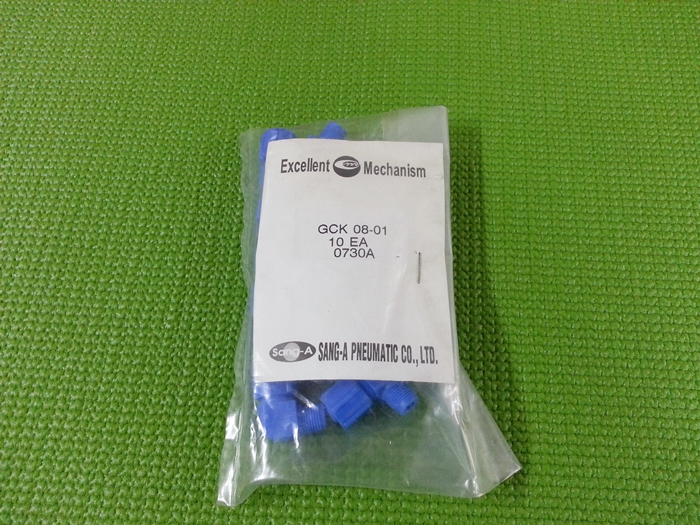 Excellent Mechanism
GCK 08-01
10 EA
0730A
Sang-A SANG-A PNEUMATIC CO., LTD.